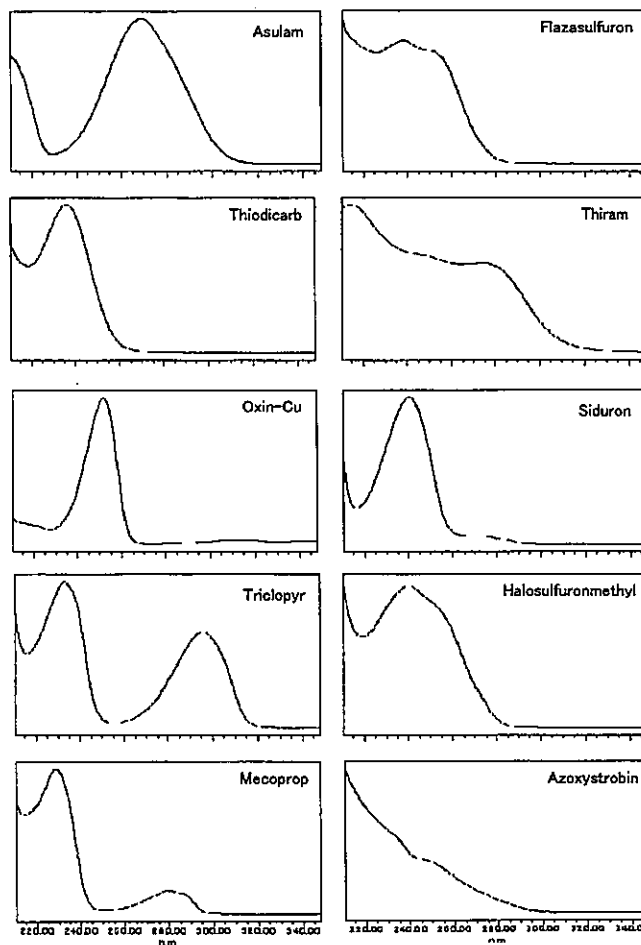 Asulam
Flazasulfuron
Thiodicarb
Thiram
Oxin-Cu
Siduron
Triclopyr
Halosulfuronmethyl
Mecoprop
Azoxystrobin
220.00 240.00 260.00 280.00 300.00 320.00 340.00
nm
220.00 240.00 260.00 280.00 300.00 320.00 340.00
nm